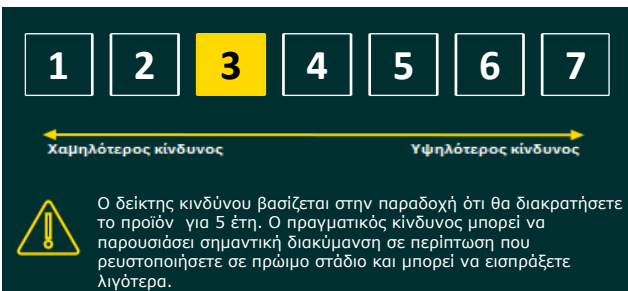 1 2 3 4 5 6 7
Χαμηλότερος κίνδυνος Υψηλότερος κίνδυνος
Ο δείκτης κινδύνου βασίζεται στην παραδοχή ότι θα διακρατήσετε
το προϊόν για 5 έτη. Ο πραγματικός κίνδυνος μπορεί να
παρουσιάσει σημαντική διακύμανση σε περίπτωση που
ρευστοποιήσετε σε πρώιμο στάδιο και μπορεί να εισπράξετε
λιγότερα.